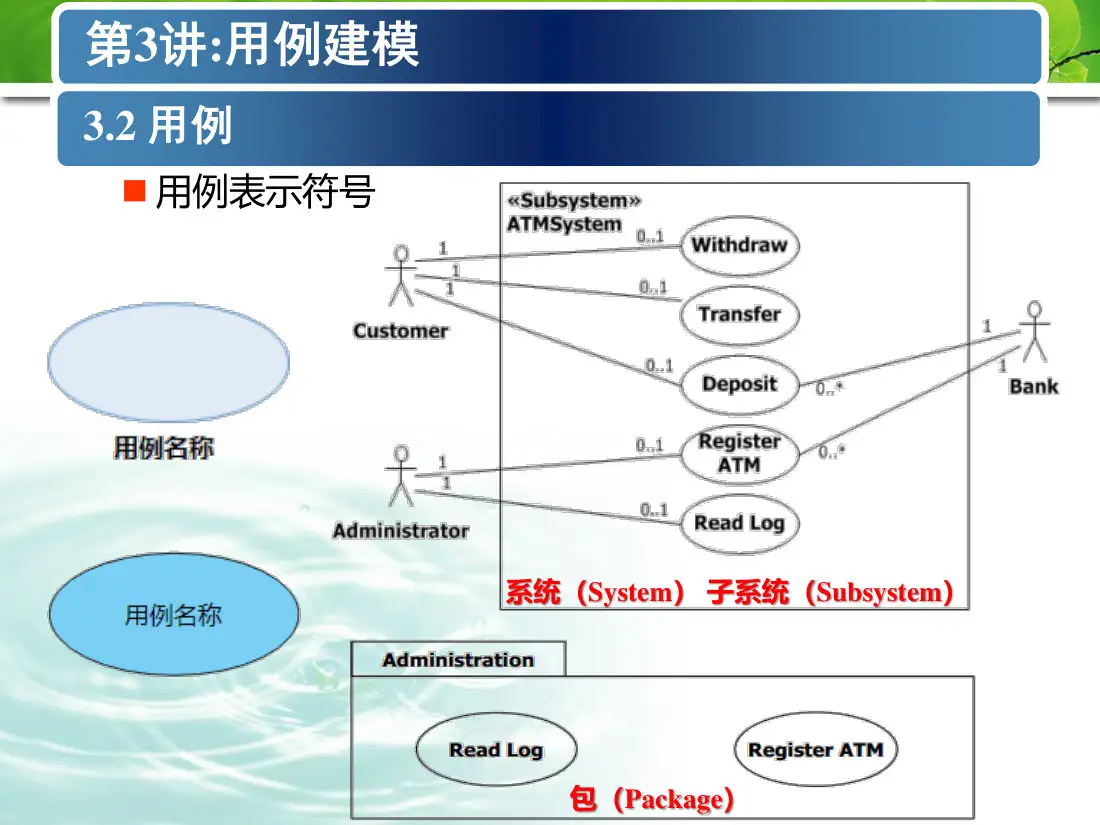 第3讲:用例建模
3.2 用例
用例表示符号
用例名称
用例名称
«Subsystem»
ATMSystem
Customer
1
1
1
0..1
0..1
0..1
Withdraw
Transfer
Deposit
Register
ATM
Read Log
Administrator
1
1
0..1
0..1
1
1
0..*
0..*
Bank
系统（System） 子系统（Subsystem）
Administration
Read Log
Register ATM
包（Package）